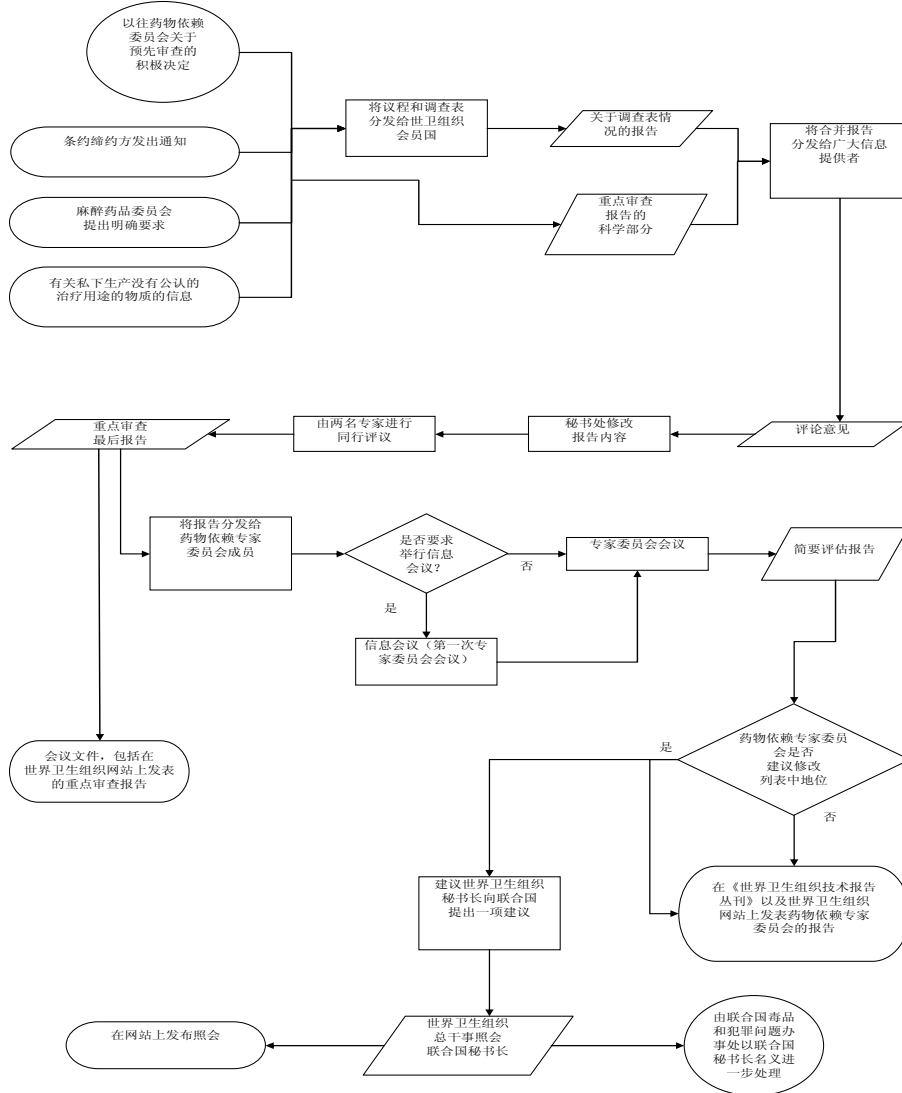 以往药物依赖
委员会关于
预先审查的
积极决定
条约缔约方发出通知
麻醉药品委员会
提出明确要求
有关私下生产没有公认的
治疗用途的物质的信息
将议程和调查表
分发给世卫组织
会员国
关于调查表情
况的报告
重点审查
报告的
科学部分
将合并报告
分发给广大信息
提供者
评论意见
秘书处修改
报告内容
由两名专家进行
同行评议
重点审查
最后报告
将报告分发给
药物依赖专家
委员会成员
是否要求
举行信息
会议？
否
是
专家委员会会议
信息会议（第一次专
家委员会会议）
简要评估报告
会议文件，包括在
世界卫生组织网站上发表
的重点审查报告
药物依赖专家委员
会是否
建议修改
列表中地位
是
否
建议世界卫生组织
秘书长向联合国
提出一项建议
在《世界卫生组织技术报告
丛刊》以及世界卫生组织
网站上发表药物依赖专家
委员会的报告
在网站上发布照会
世界卫生组织
总干事照会
联合国秘书长
由联合国毒品
和犯罪问题办
事处以联合国
秘书长名义进
一步处理